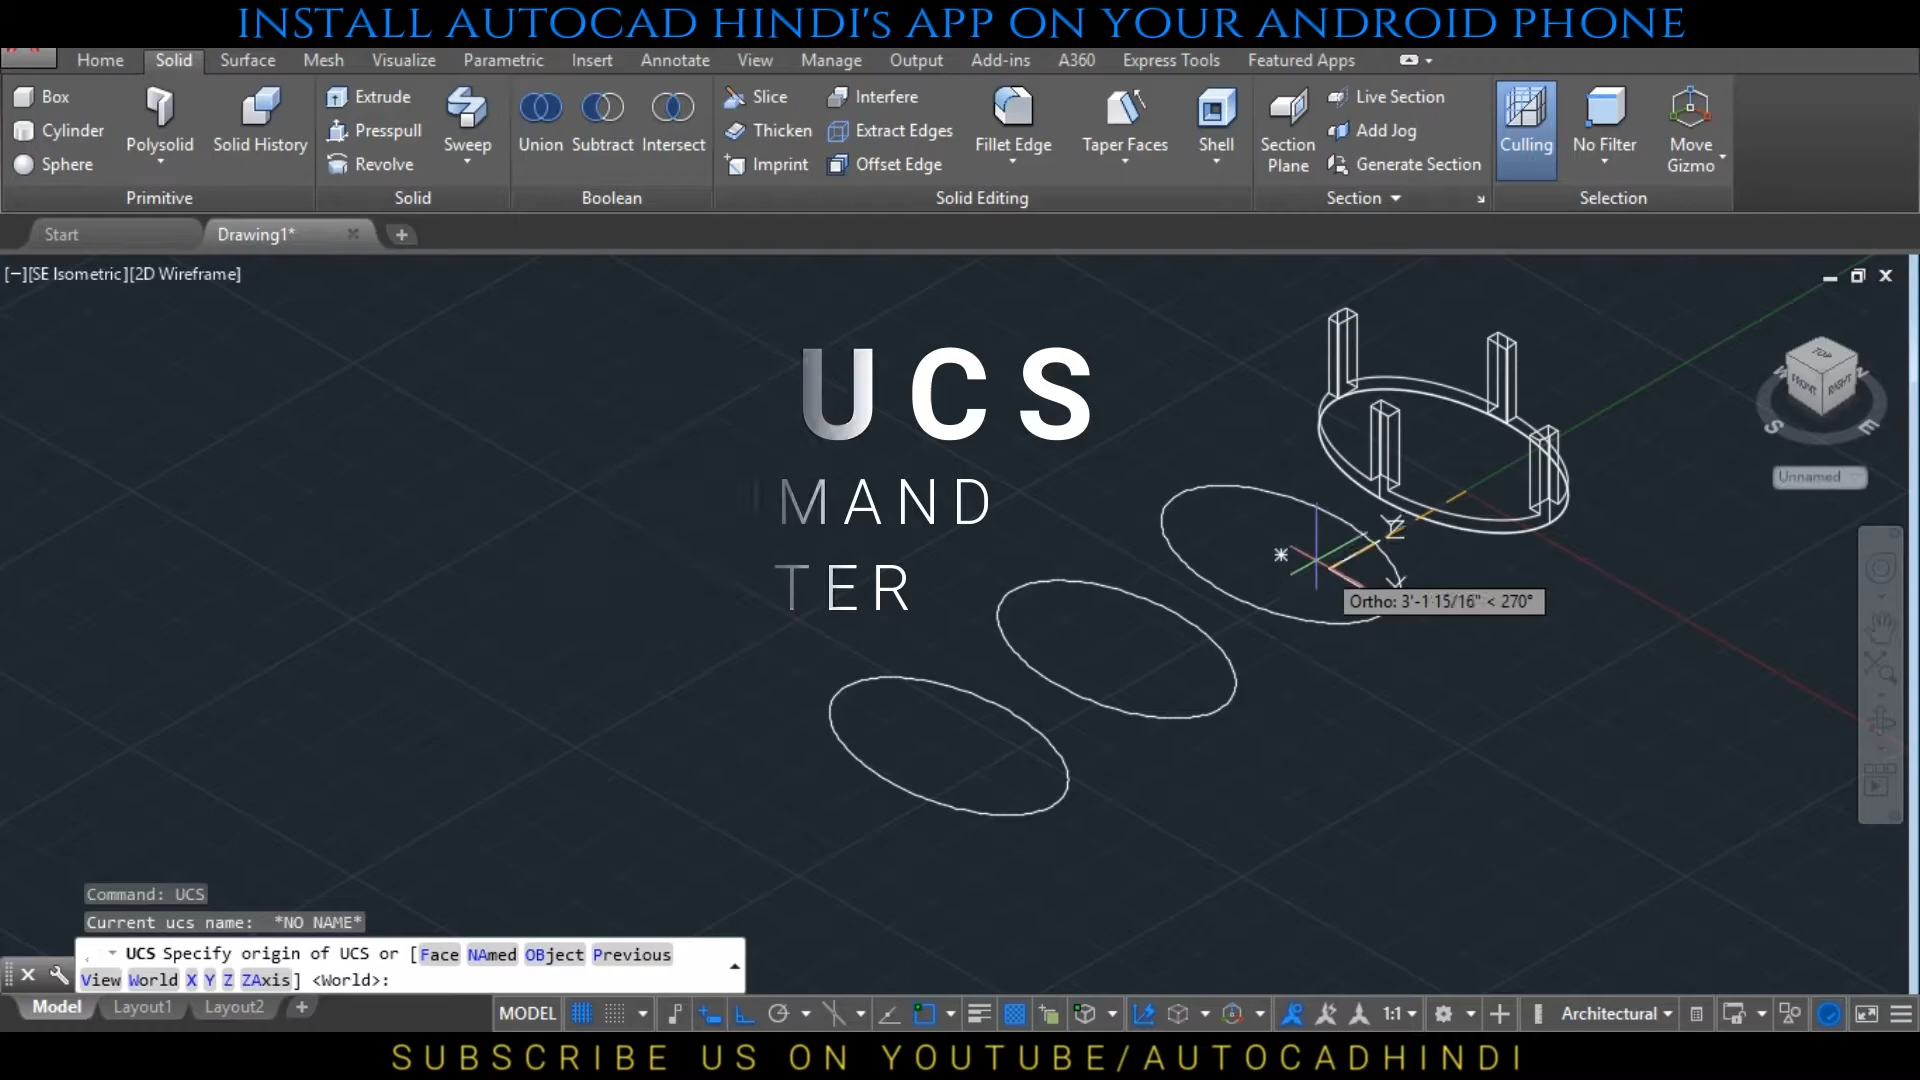 INSTALL AUTOCAD HINDI's APP ON YOUR ANDROID PHONE
Home Solid Surface Mesh Visualize Parametric Insert Annotate View Manage Output Add-ins A360 Express Tools Featured Apps
Box
Cylinder
Sphere
Polysolid
Solid History
Primitive
Extrude
Presspull
Revolve
Sweep
Solid
Union Subtract Intersect
Boolean
Slice
Thicken
Imprint
Interfere
Extract Edges
Offset Edge
Fillet Edge
Taper Faces
Shell
Solid Editing
Section
Plane
Live Section
Add Jog
Generate Section
Section
Culling
No Filter
Move
Gizmo
Selection
Start Drawing1*
[−][SE Isometric][2D Wireframe]
TOP
FRONT
RIGHT
S
E
Unnamed
UCS
MAND
TER
Ortho: 3'-1 15/16" < 270°
Command: UCS
Current ucs name: *NO NAME*
UCS Specify origin of UCS or [Face NAmed OBject Previous
View World X Y Z ZAxis] <World>:
Model Layout1 Layout2
MODEL
1:1
Architectural
SUBSCRIBE US ON YOUTUBE/AUTOCADHINDI